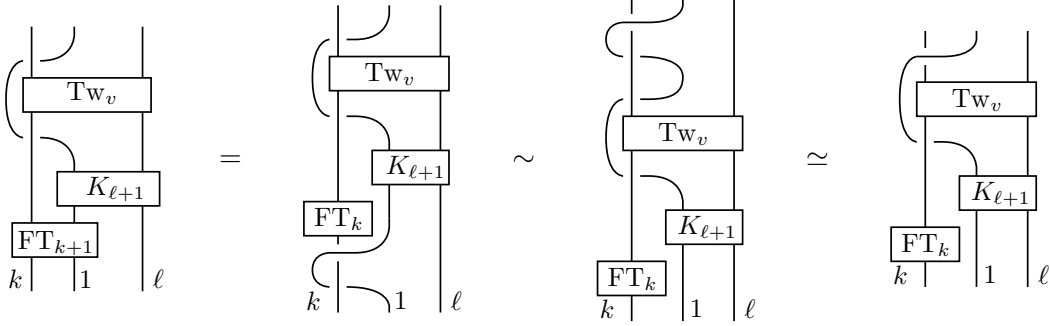 Tw_v
K_{ℓ+1}
FT_{k+1}
k 1 ℓ
=
Tw_v
K_{ℓ+1}
FT_k
k 1 ℓ
∼
Tw_v
K_{ℓ+1}
FT_k
k 1 ℓ
≃
Tw_v
K_{ℓ+1}
FT_k
k 1 ℓ